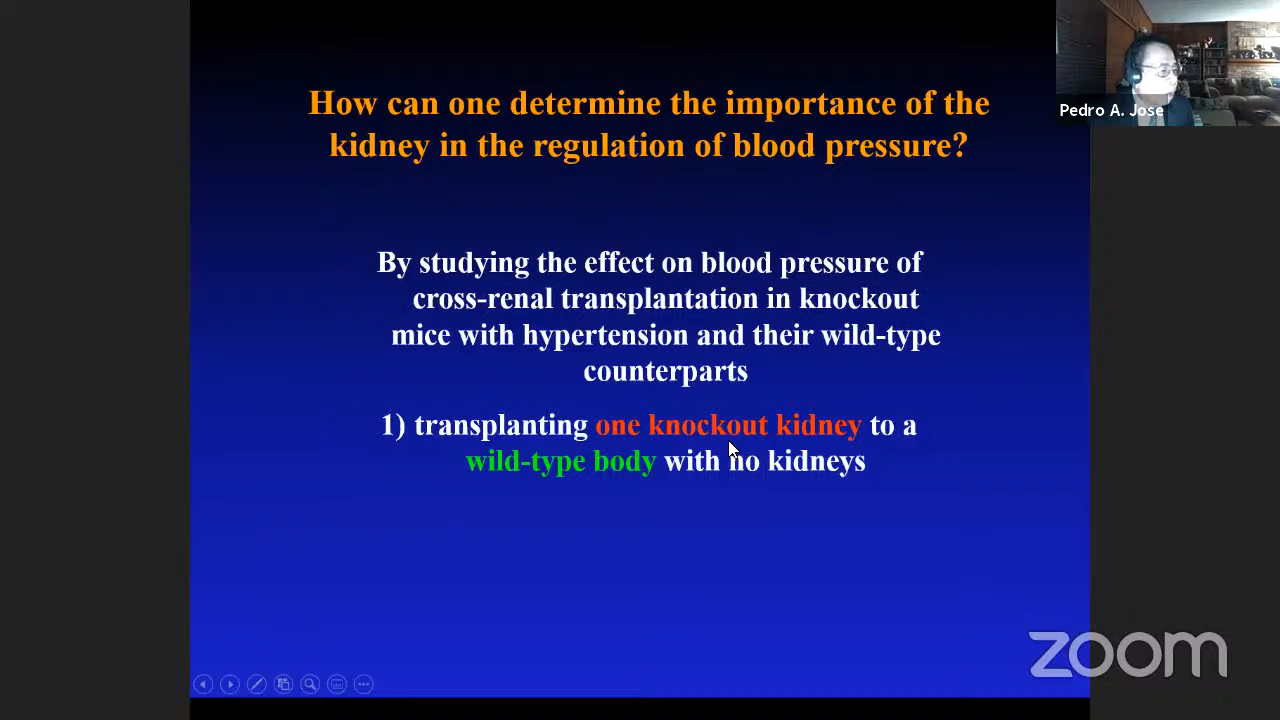 How can one determine the importance of the
kidney in the regulation of blood pressure?
Pedro A. Jose
By studying the effect on blood pressure of
cross-renal transplantation in knockout
mice with hypertension and their wild-type
counterparts
1) transplanting one knockout kidney to a
wild-type body with no kidneys
zoom